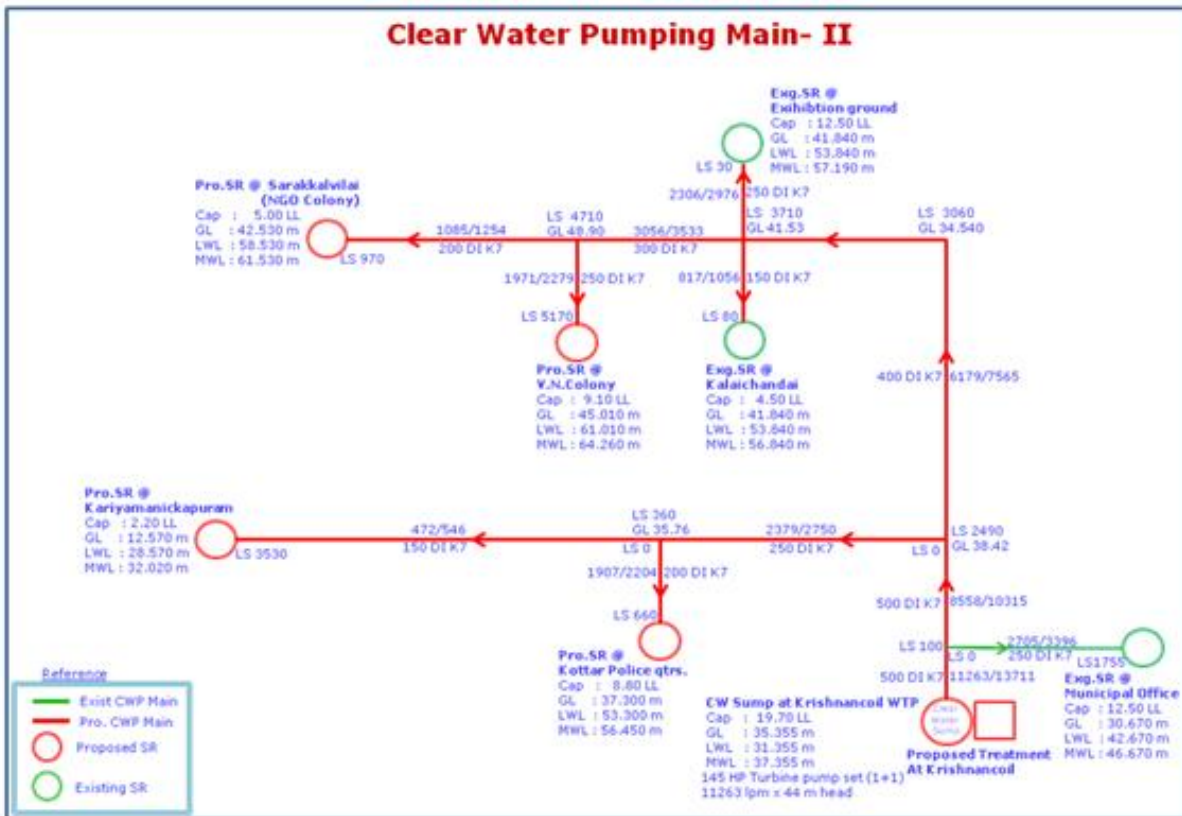 Clear Water Pumping Main- II
Exg.SR @
Exihibtion ground
Cap : 12.50 LL
GL : 41.840 m
LWL : 53.840 m
MWL : 57.190 m
LS 30
2306/2976 250 DI K7
Pro.SR @ Sarakkalvilai
(NGO Colony)
Cap : 5.00 LL
GL : 42.530 m
LWL : 58.530 m
MWL : 61.530 m
LS 970
1085/1254
200 DI K7
LS 4710
GL 48.90
3056/3533
300 DI K7
LS 3710
GL 41.53
LS 3060
GL 34.540
1971/2279 250 DI K7
LS 5170
817/1056 150 DI K7
LS 80
Pro.SR @
V.N.Colony
Cap : 9.10 LL
GL : 45.010 m
LWL : 61.010 m
MWL : 64.260 m
Exg.SR @
Kalaichandai
Cap : 4.50 LL
GL : 41.840 m
LWL : 53.840 m
MWL : 56.840 m
400 DI K7 6179/7565
Pro.SR @
Kariyamanickapuram
Cap : 2.20 LL
GL : 12.570 m
LWL : 28.570 m
MWL : 32.020 m
LS 3530
472/546
150 DI K7
LS 360
GL 35.76
LS 0
2379/2750
250 DI K7
LS 0
LS 2490
GL 38.42
1907/2204 200 DI K7
LS 660
500 DI K7 8558/10315
Pro.SR @
Kottar Police qtrs.
Cap : 8.80 LL
GL : 37.300 m
LWL : 53.300 m
MWL : 56.450 m
LS 100
LS 0
2705/3396
250 DI K7
LS1755
500 DI K7 11263/13711
Exg.SR @
Municipal Office
Cap : 12.50 LL
GL : 30.670 m
LWL : 42.670 m
MWL : 46.670 m
CW Sump at Krishnancoil WTP
Cap : 19.70 LL
GL : 35.355 m
LWL : 31.355 m
MWL : 37.355 m
145 HP Turbine pump set (1+1)
11263 lpm x 44 m head
Clear
Water
Sump
Proposed Treatment
At Krishnancoil
Reference
Exist CWP Main
Pro. CWP Main
Proposed SR
Existing SR